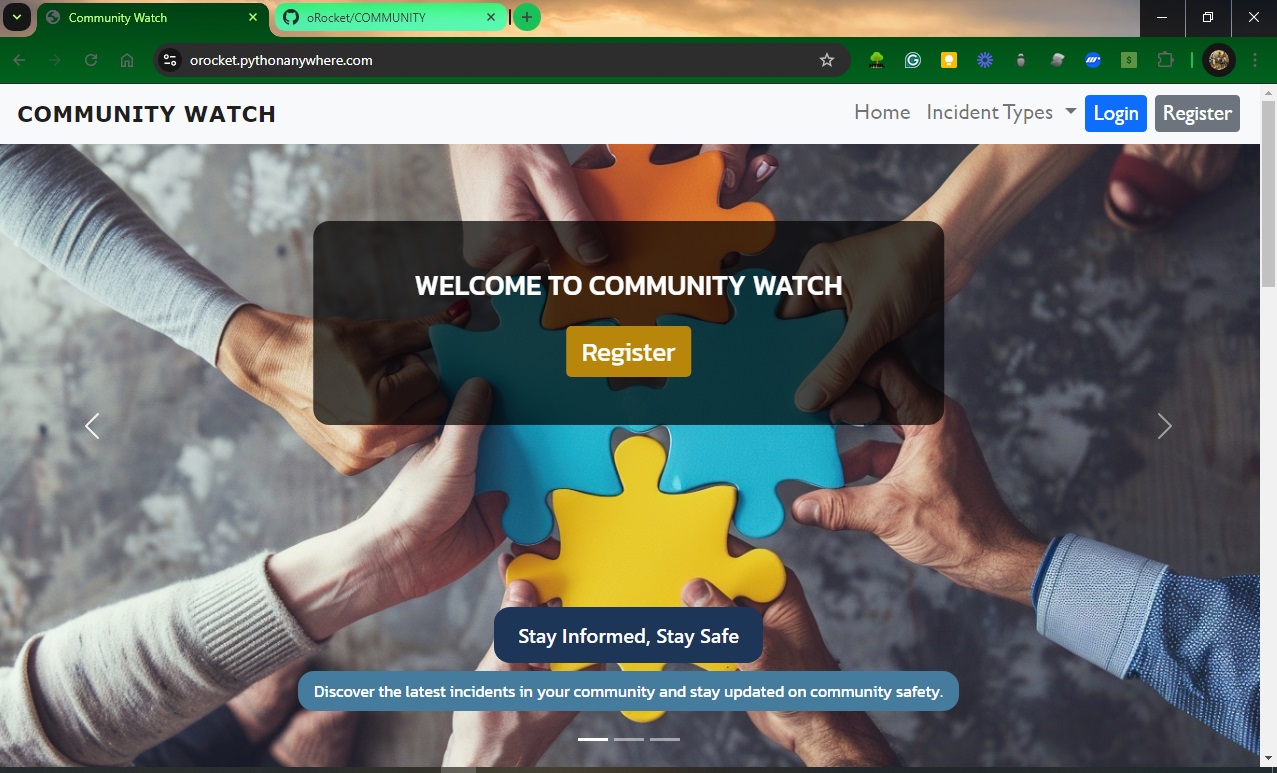 Community Watch
oRocket/COMMUNITY
orocket.pythonanywhere.com
COMMUNITY WATCH
Home
Incident Types
Login
Register
WELCOME TO COMMUNITY WATCH
Register
Stay Informed, Stay Safe
Discover the latest incidents in your community and stay updated on community safety.